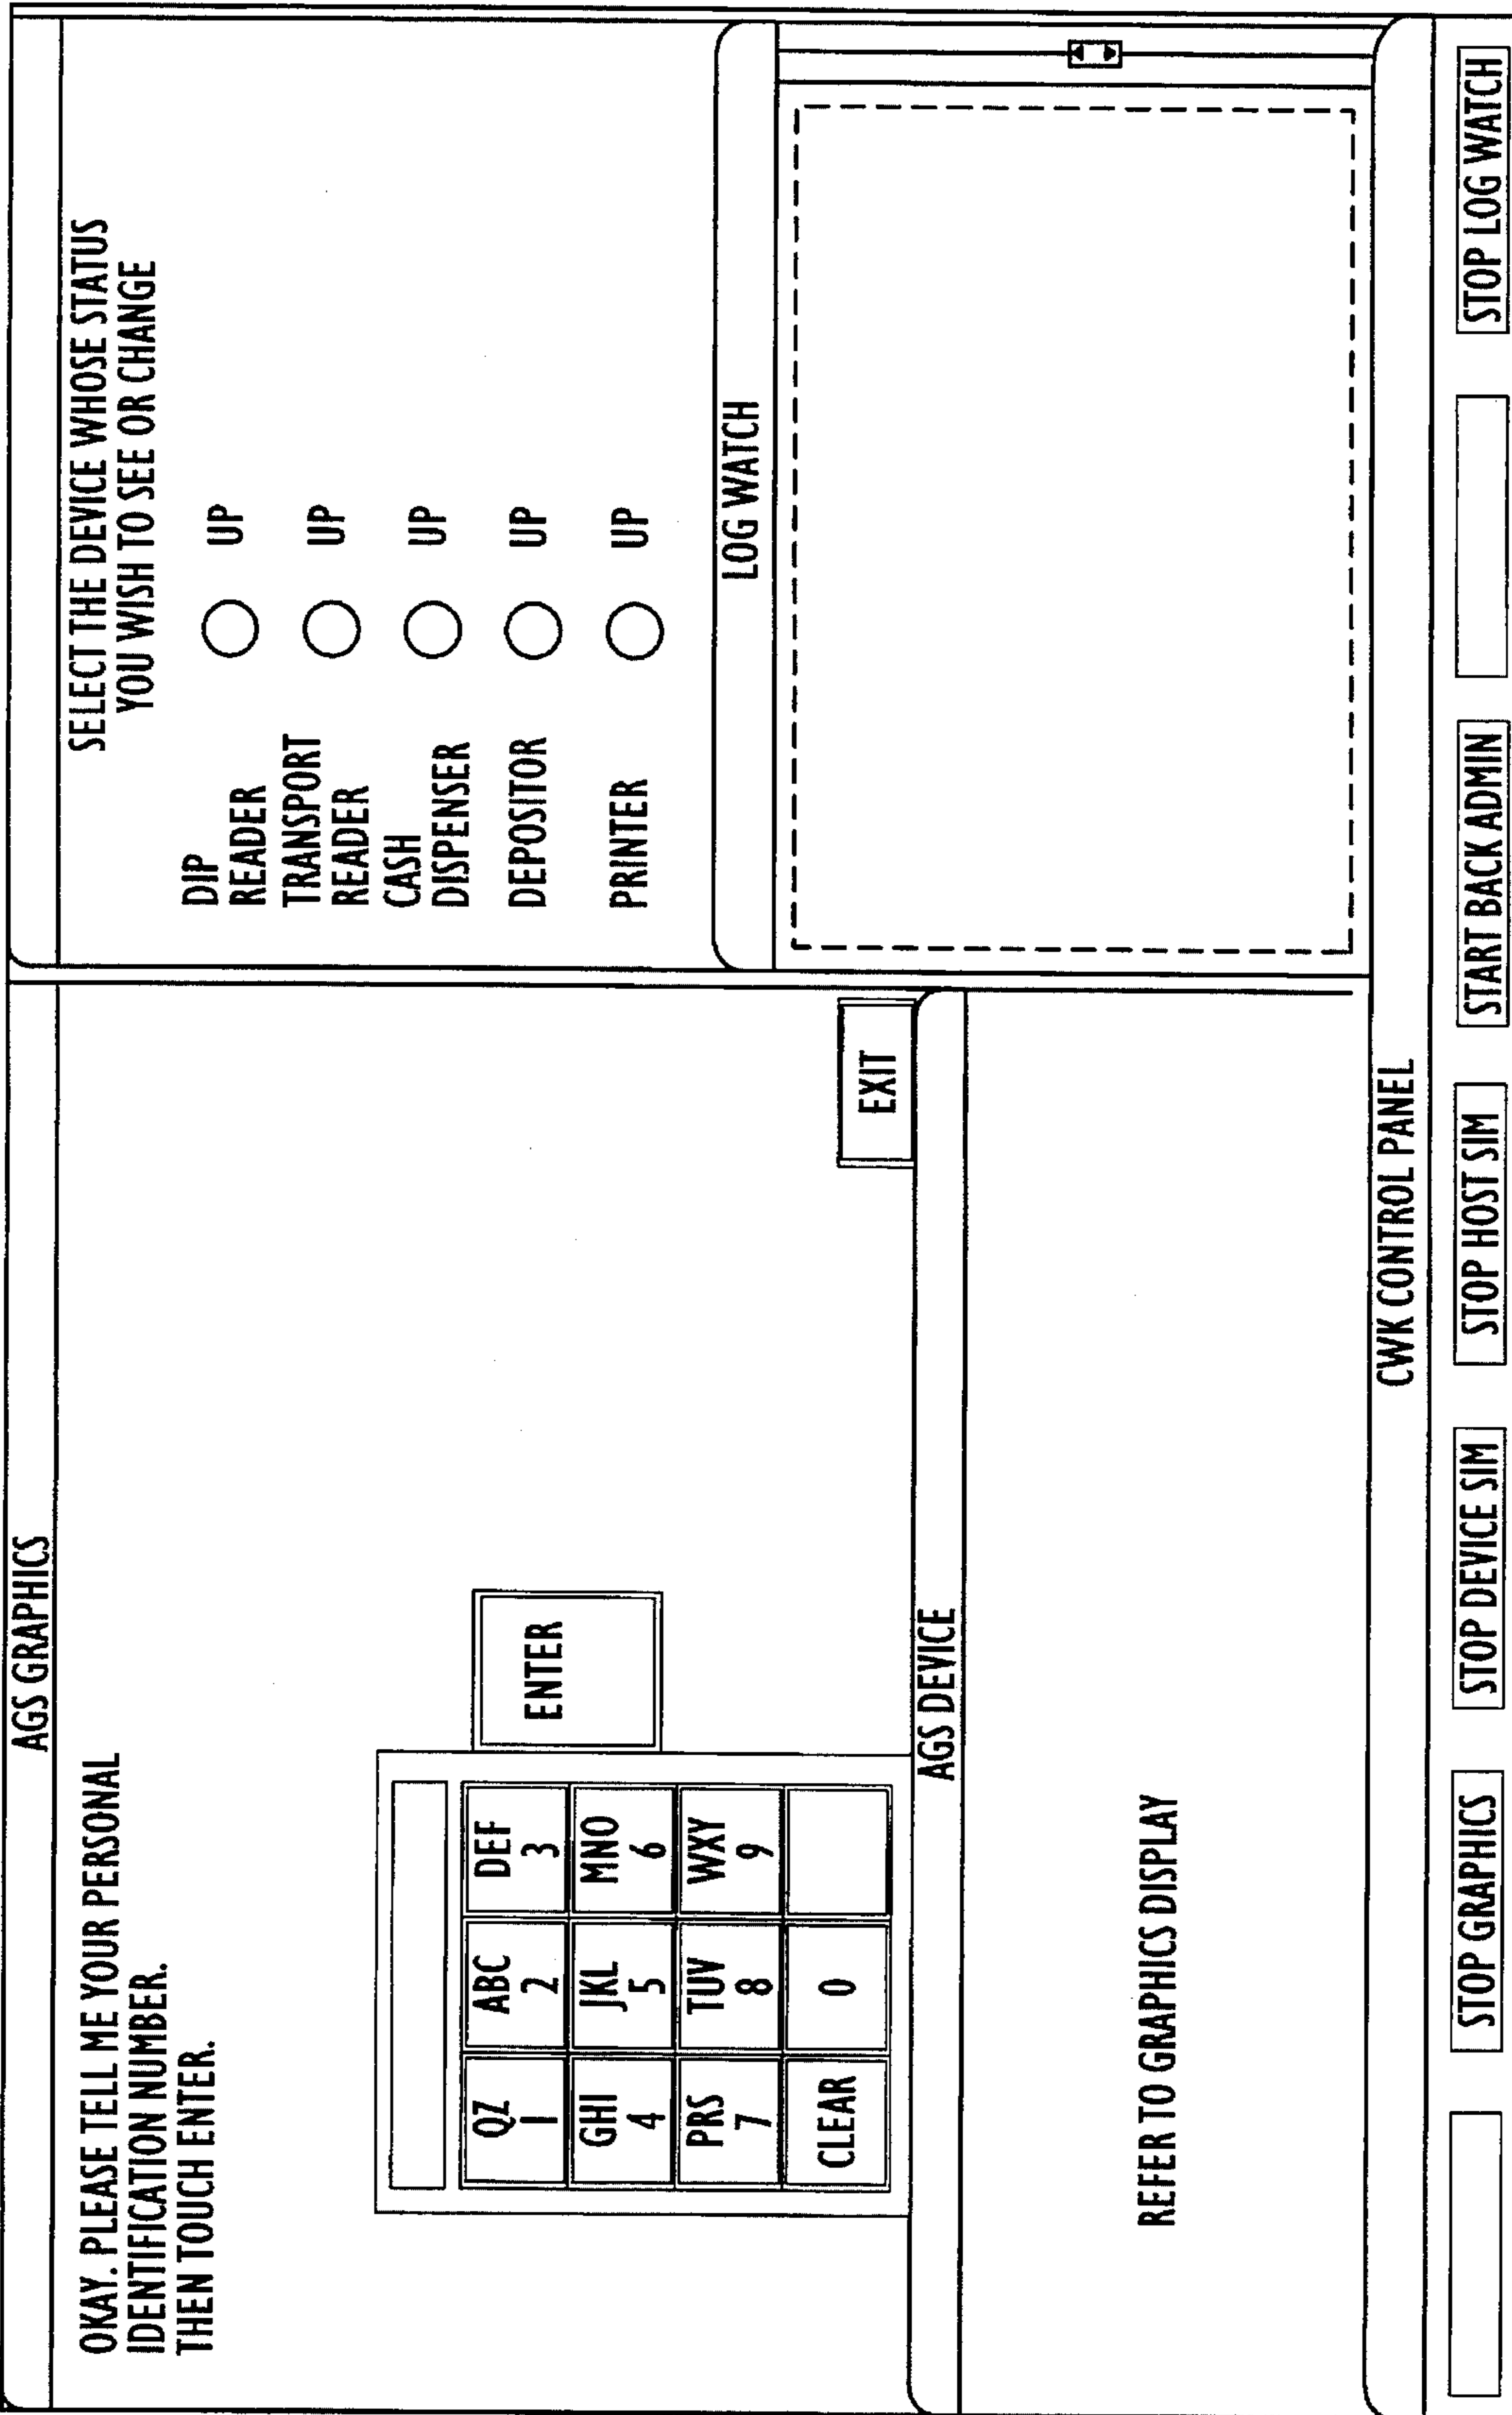 AGS GRAPHICS
OKAY. PLEASE TELL ME YOUR PERSONAL
IDENTIFICATION NUMBER.
THEN TOUCH ENTER.
QZ
1
ABC
2
DEF
3
GHI
4
JKL
5
MNO
6
PRS
7
TUV
8
WXY
9
CLEAR
0
ENTER
EXIT
AGS DEVICE
REFER TO GRAPHICS DISPLAY
SELECT THE DEVICE WHOSE STATUS
YOU WISH TO SEE OR CHANGE
DIP
READER UP
TRANSPORT
READER UP
CASH
DISPENSER UP
DEPOSITOR UP
PRINTER UP
LOG WATCH
CWK CONTROL PANEL
STOP GRAPHICS STOP DEVICE SIM STOP HOST SIM START BACK ADMIN STOP LOG WATCH